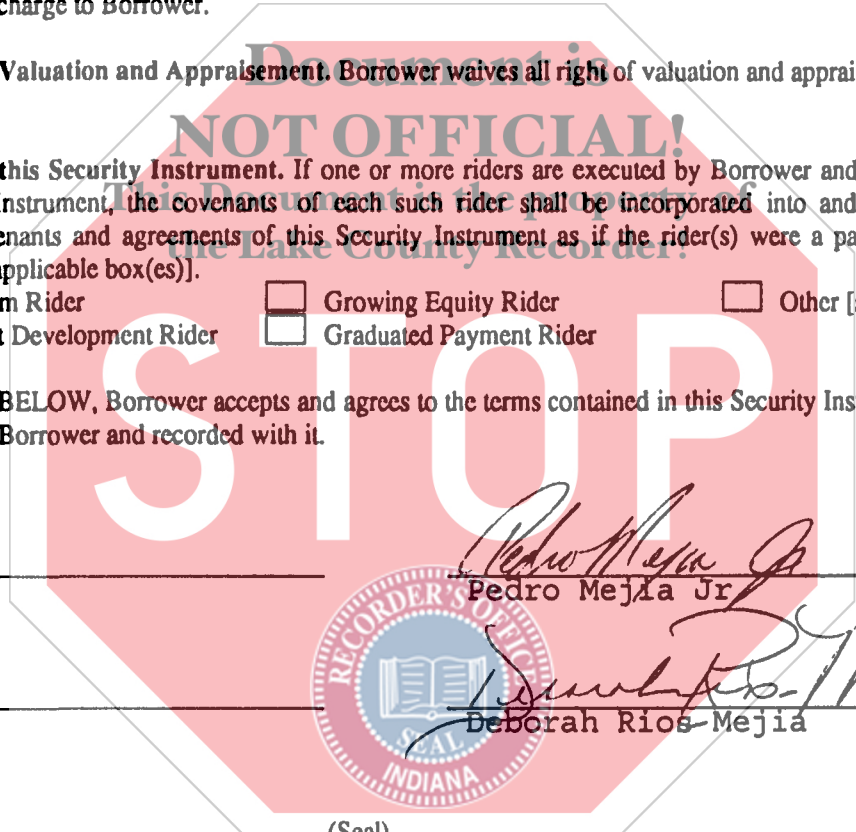 charge to Borrower.
Valuation and Appraisement. Borrower waives all right of valuation and apprai
Document is
NOT OFFICIAL!
This Document is the property of
the Lake County Recorder!
this Security Instrument. If one or more riders are executed by Borrower and
Instrument, the covenants of each such rider shall be incorporated into and
enants and agreements of this Security Instrument as if the rider(s) were a pa
pplicable box(es)].
m Rider Growing Equity Rider Other [
t Development Rider Graduated Payment Rider
STOP
BELOW, Borrower accepts and agrees to the terms contained in this Security Ins
Borrower and recorded with it.
Pedro Mejia Jr
Pedro Mejia Jr
Deborah Rios-Mejia
RECORDER'S OFFICE
SEAL
INDIANA
(Seal)